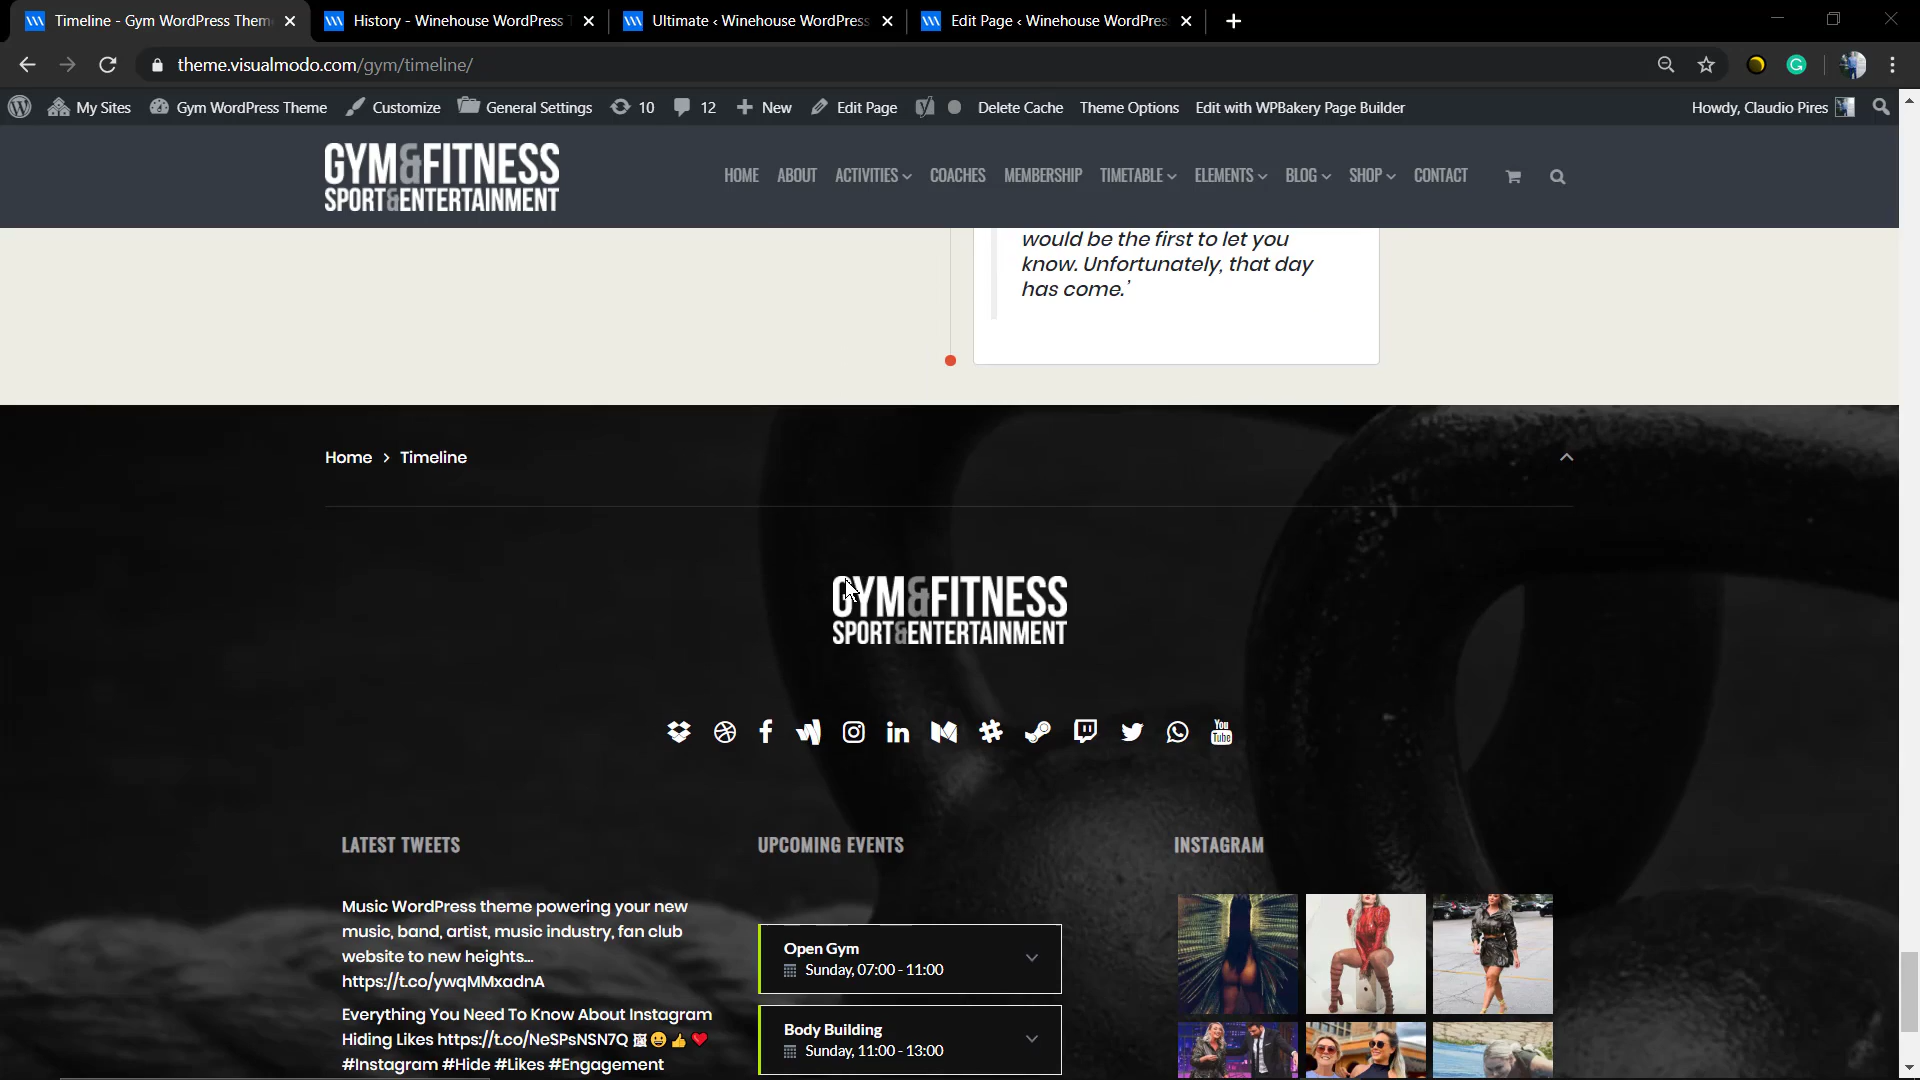 Timeline - Gym WordPress Them
History - Winehouse WordPress T
Ultimate ‹ Winehouse WordPress
Edit Page ‹ Winehouse WordPres
theme.visualmodo.com/gym/timeline/
My Sites
Gym WordPress Theme
Customize
General Settings
10
12
New
Edit Page
Delete Cache
Theme Options
Edit with WPBakery Page Builder
Howdy, Claudio Pires
GYM&FITNESS
SPORT&ENTERTAINMENT
HOME ABOUT ACTIVITIES COACHES MEMBERSHIP TIMETABLE ELEMENTS BLOG SHOP CONTACT
would be the first to let you
know. Unfortunately, that day
has come.’
Home > Timeline
GYM&FITNESS
SPORT&ENTERTAINMENT
You
Tube
LATEST TWEETS
Music WordPress theme powering your new
music, band, artist, music industry, fan club
website to new heights...
https://t.co/ywqMMxadnA
Everything You Need To Know About Instagram
Hiding Likes https://t.co/NeSPsNSN7Q 🖼😀👍❤
#Instagram #Hide #Likes #Engagement
UPCOMING EVENTS
Open Gym
Sunday, 07:00 - 11:00
Body Building
Sunday, 11:00 - 13:00
INSTAGRAM